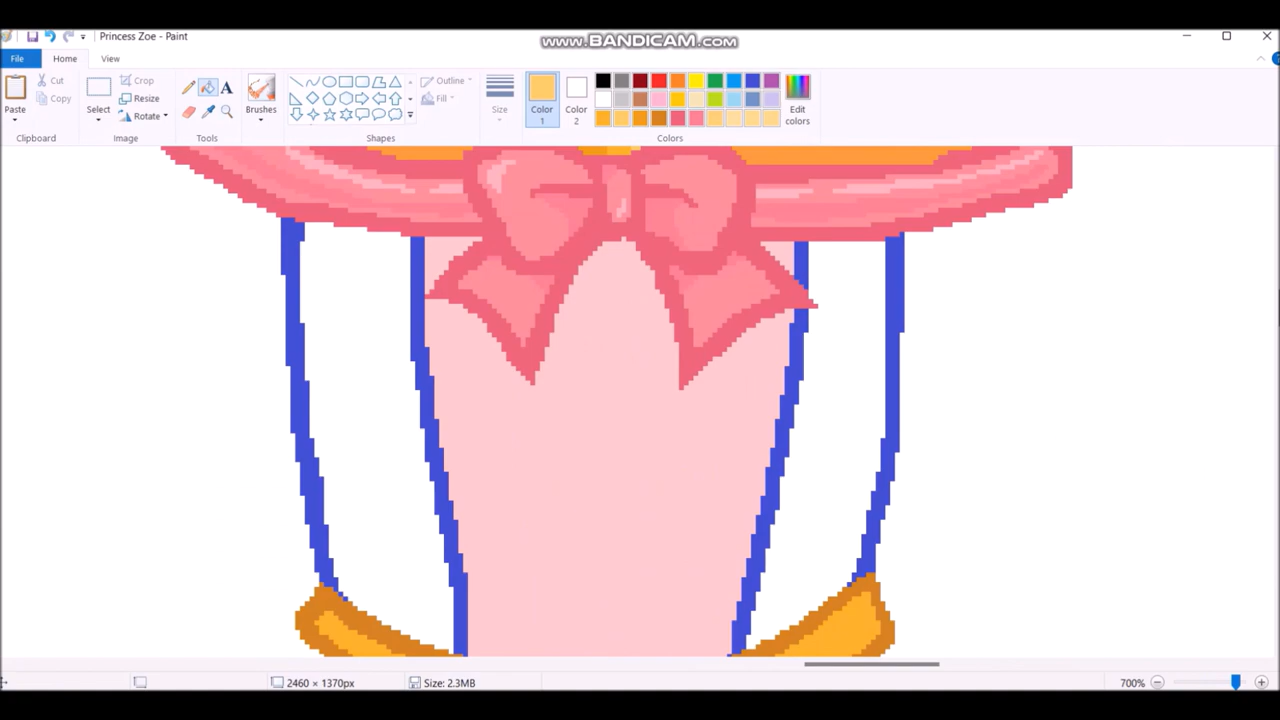 Princess Zoe - Paint
www.BANDICAM.com
File
Home
View
Paste
Cut
Copy
Select
Crop
Resize
Rotate
A
Brushes
Outline
Fill
Size
Color 1
Color 2
Edit colors
Clipboard
Image
Tools
Shapes
Colors
2460 × 1370px
Size: 2.3MB
700%